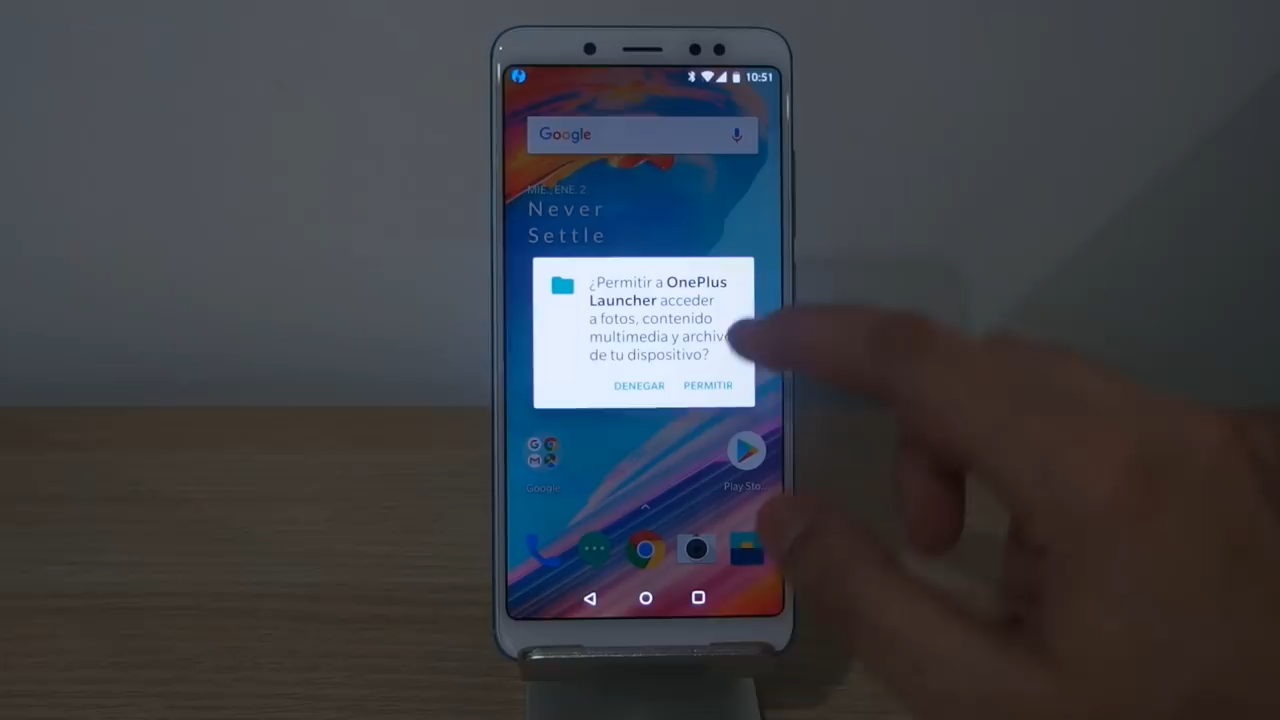 10:51
Google
MIÉ., ENE. 2
Never
Settle
¿Permitir a OnePlus
Launcher acceder
a fotos, contenido
multimedia y archiv
de tu dispositivo?
DENEGAR PERMITIR
Google
Play Sto…